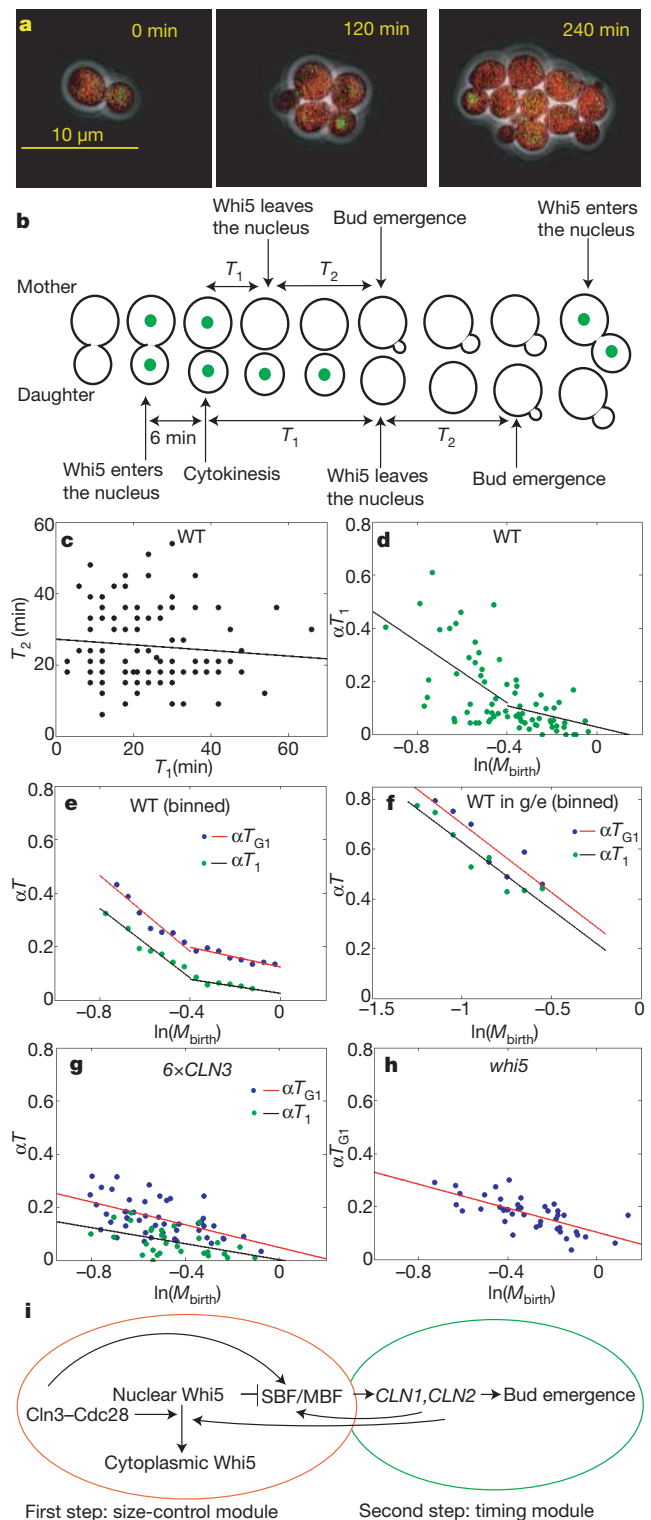 a
0 min
120 min
240 min
10 µm
b
Whi5 leaves
the nucleus
Bud emergence
Whi5 enters
the nucleus
Mother
T1
T2
Daughter
6 min
T1
T2
Whi5 enters
the nucleus
Cytokinesis
Whi5 leaves
the nucleus
Bud emergence
c
WT
60
40
20
0
T2 (min)
0
20
40
60
T1(min)
d
WT
0.8
0.6
0.4
0.2
0
αT1
−0.8
−0.4
0
ln(Mbirth)
e
WT (binned)
αTG1
αT1
0.8
0.4
0
αT
−0.8
−0.4
0
ln(Mbirth)
f
WT in g/e (binned)
αTG1
αT1
0.8
0.6
0.4
0.2
0
αT
−1.5
−1
−0.5
0
ln(Mbirth)
g
6×CLN3
αTG1
αT1
0.8
0.6
0.4
0.2
0
αT
−0.8
−0.4
0
ln(Mbirth)
h
whi5
0.8
0.6
0.4
0.2
0
αTG1
−0.8
−0.4
0
ln(Mbirth)
i
Nuclear Whi5
SBF/MBF
CLN1,CLN2
Bud emergence
Cln3–Cdc28
Cytoplasmic Whi5
First step: size-control module
Second step: timing module